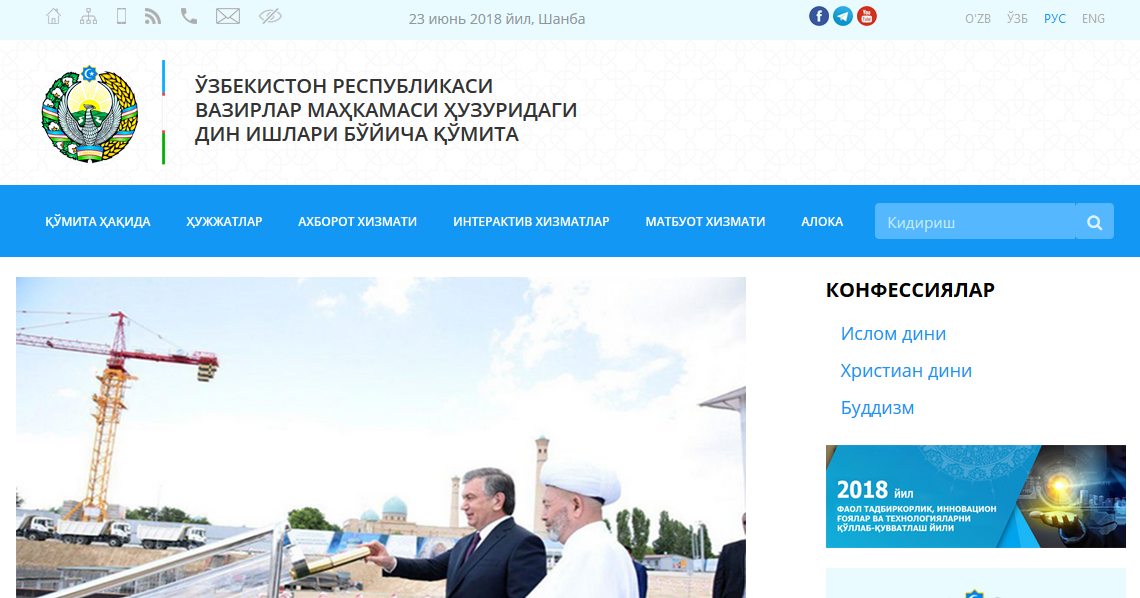 23 июнь 2018 йил, Шанба
O'ZB ЎЗБ РУС ENG
ЎЗБЕКИСТОН РЕСПУБЛИКАСИ
ВАЗИРЛАР МАҲКАМАСИ ҲУЗУРИДАГИ
ДИН ИШЛАРИ БЎЙИЧА ҚЎМИТА
ҚЎМИТА ҲАҚИДА ҲУЖЖАТЛАР АХБОРОТ ХИЗМАТИ ИНТЕРАКТИВ ХИЗМАТЛАР МАТБУОТ ХИЗМАТИ АЛОКА Кидириш
КОНФЕССИЯЛАР
Ислом дини
Христиан дини
Буддизм
2018 йил
ФАОЛ ТАДБИРКОРЛИК, ИННОВАЦИОН
ҒОЯЛАР ВА ТЕХНОЛОГИЯЛАРНИ
ҚЎЛЛАБ-ҚУВВАТЛАШ ЙИЛИ